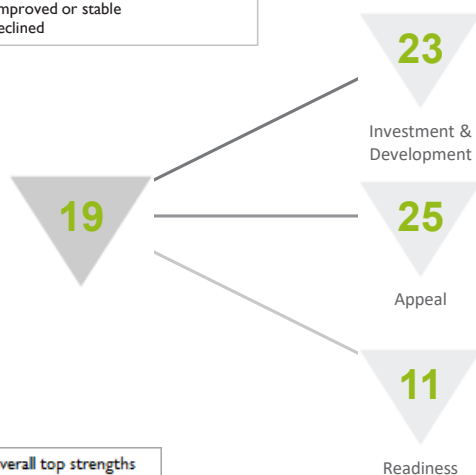 mproved or stable
eclined
23
Investment &
Development
19
25
Appeal
11
Readiness
verall top strengths